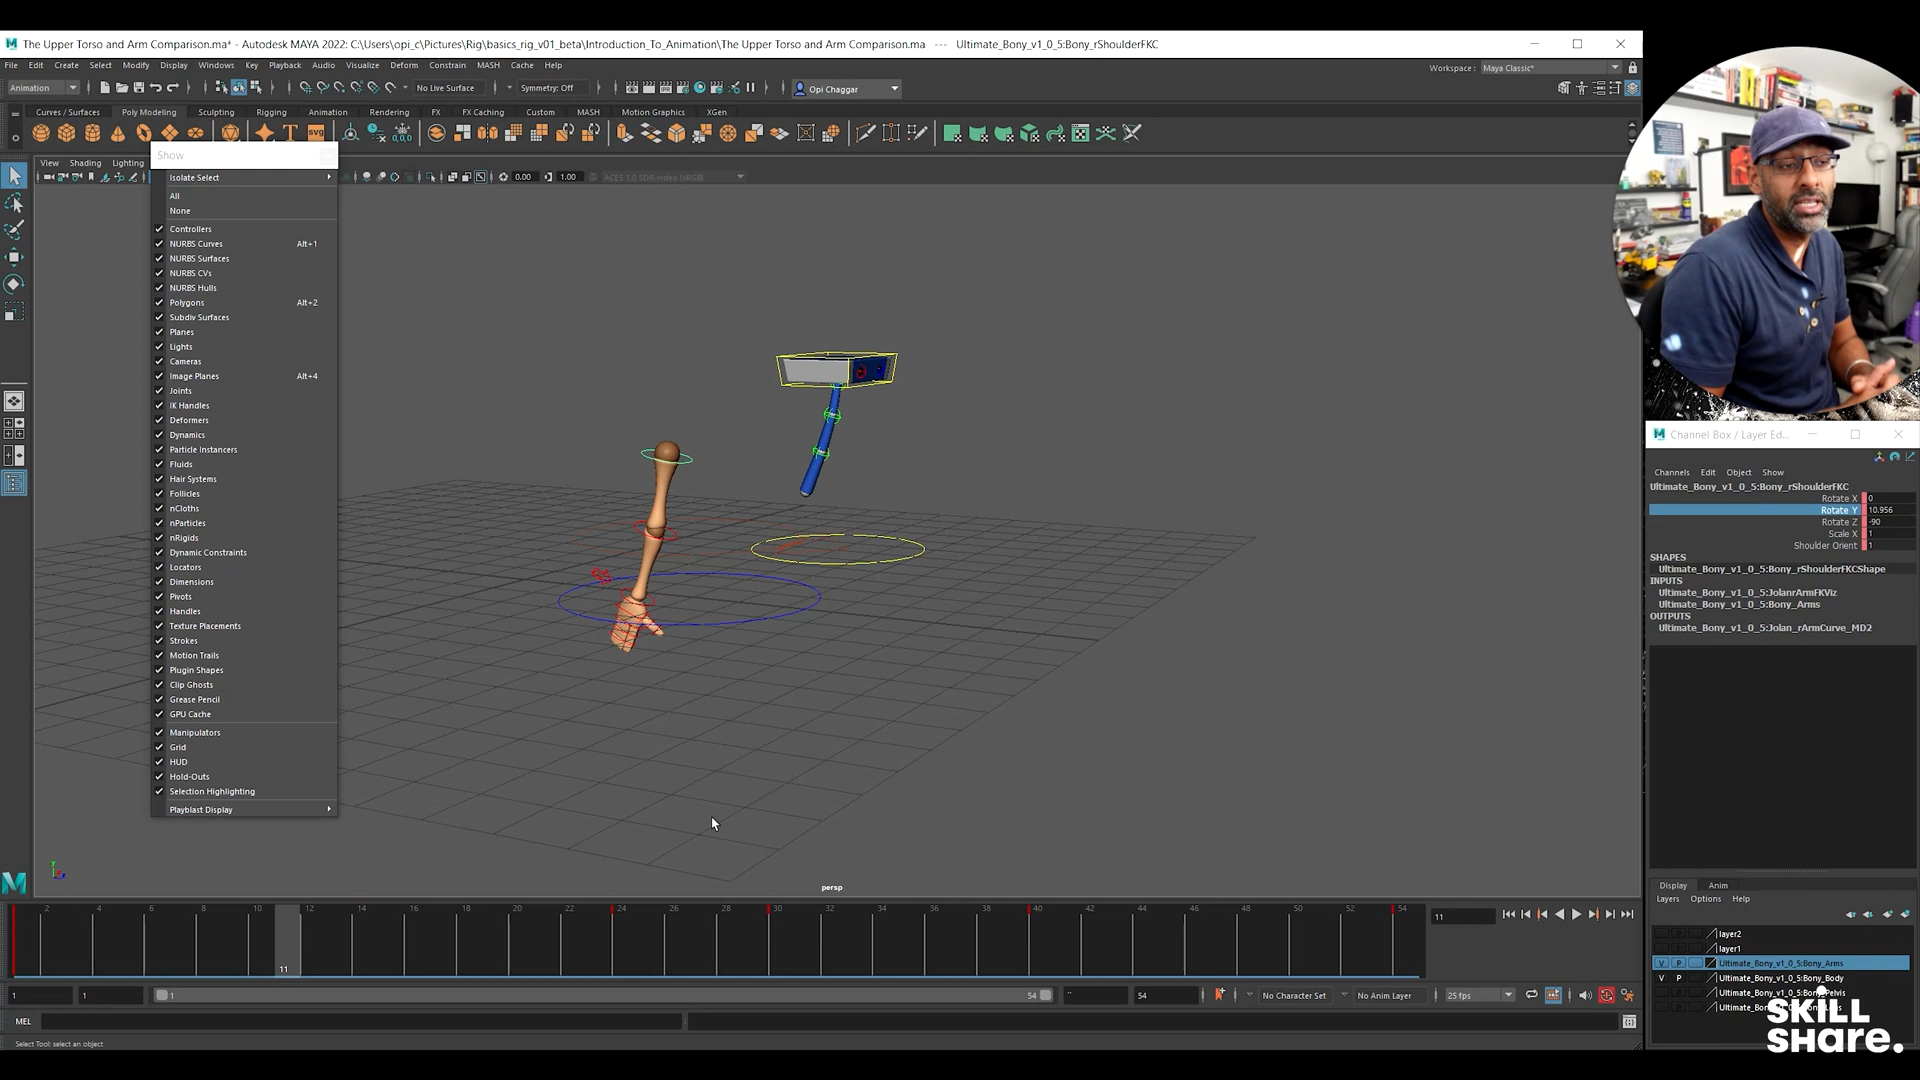 The Upper Torso and Arm Comparison.ma* - Autodesk MAYA 2022: C:\Users\opi_c\Pictures\Rig\basics_rig_v01_beta\Introduction_To_Animation\The Upper Torso and Arm Comparison.ma --- Ultimate_Bony_v1_0_5:Bony_rShoulderFKC
File Edit Create Select Modify Display Windows Key Playback Audio Visualize Deform Constrain MASH Cache Help
Workspace : Maya Classic*
Animation No Live Surface Symmetry: Off Opi Chaggar
Curves / Surfaces Poly Modeling Sculpting Rigging Animation Rendering FX FX Caching Custom MASH Motion Graphics XGen
View Shading Lighting
Show
0.00 1.00 ACES 1.0 SDR-video (sRGB)
Isolate Select
All
None
Controllers
NURBS Curves Alt+1
NURBS Surfaces
NURBS CVs
NURBS Hulls
Polygons Alt+2
Subdiv Surfaces
Planes
Lights
Cameras
Image Planes Alt+4
Joints
IK Handles
Deformers
Dynamics
Particle Instancers
Fluids
Hair Systems
Follicles
nCloths
nParticles
nRigids
Dynamic Constraints
Locators
Dimensions
Pivots
Handles
Texture Placements
Strokes
Motion Trails
Plugin Shapes
Clip Ghosts
Grease Pencil
GPU Cache
Manipulators
Grid
HUD
Hold-Outs
Selection Highlighting
Playblast Display
persp
Channel Box / Layer Ed...
Channels Edit Object Show
Ultimate_Bony_v1_0_5:Bony_rShoulderFKC
Rotate X 0
Rotate Y 10.956
Rotate Z -90
Scale X 1
Shoulder Orient 1
SHAPES
Ultimate_Bony_v1_0_5:Bony_rShoulderFKCShape
INPUTS
Ultimate_Bony_v1_0_5:JolanrArmFKViz
Ultimate_Bony_v1_0_5:Bony_Arms
OUTPUTS
Ultimate_Bony_v1_0_5:Jolan_rArmCurve_MD2
Display Anim
Layers Options Help
layer2
layer1
V P Ultimate_Bony_v1_0_5:Bony_Arms
V P Ultimate_Bony_v1_0_5:Bony_Body
2 4 6 8 10 12 14 16 18 20 22 24 26 28 30 32 34 36 38 40 42 44 46 48 50 52 54
11
11
1 1 1 54 54 No Character Set No Anim Layer 25 fps
MEL
Select Tool: select an object
SKILL
SHARE.